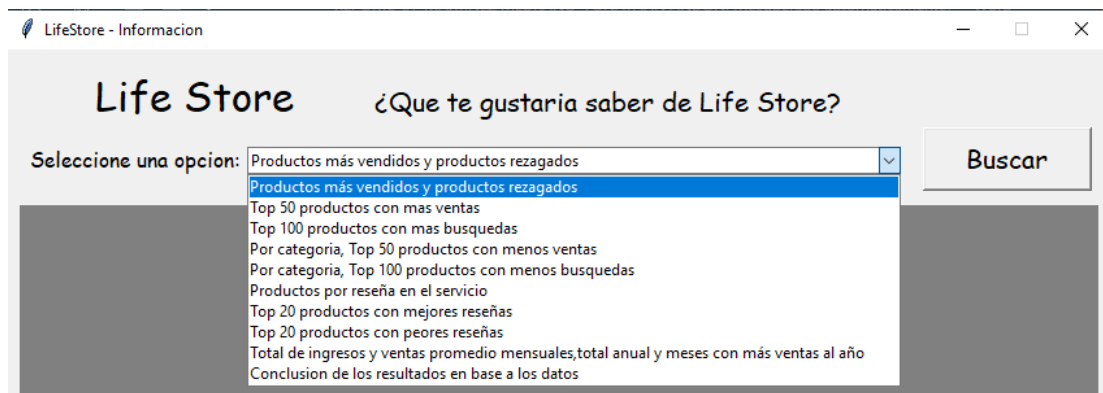 LifeStore - Informacion
Life Store
¿Que te gustaria saber de Life Store?
Seleccione una opcion:
Productos más vendidos y productos rezagados
Buscar
Productos más vendidos y productos rezagados
Top 50 productos con mas ventas
Top 100 productos con mas busquedas
Por categoria, Top 50 productos con menos ventas
Por categoria, Top 100 productos con menos busquedas
Productos por reseña en el servicio
Top 20 productos con mejores reseñas
Top 20 productos con peores reseñas
Total de ingresos y ventas promedio mensuales,total anual y meses con más ventas al año
Conclusion de los resultados en base a los datos